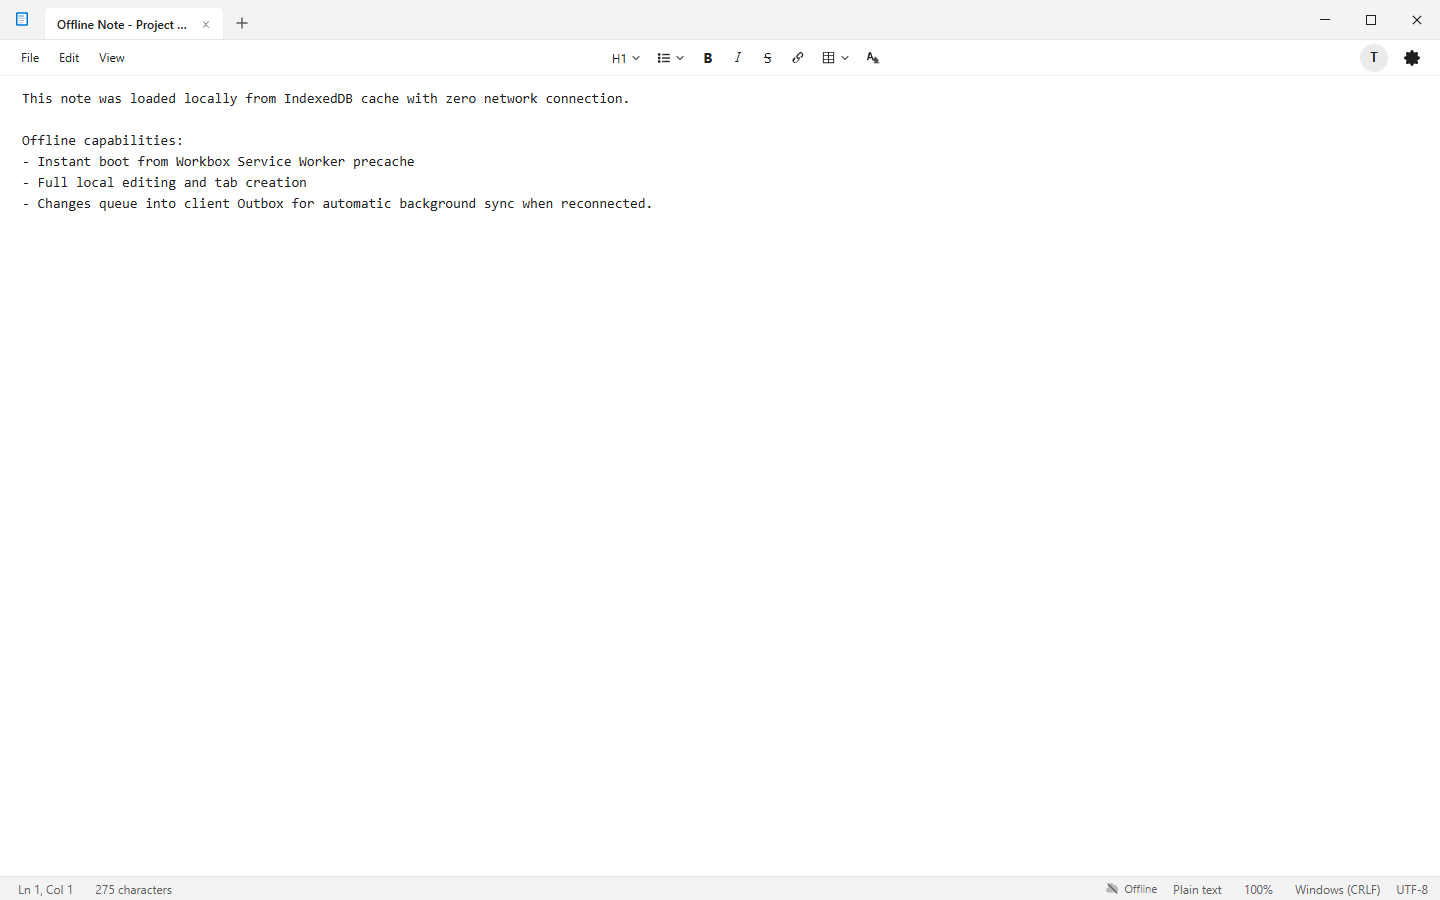 Offline Note - Project ...
File Edit View H1 B I S T
This note was loaded locally from IndexedDB cache with zero network connection.
Offline capabilities:
- Instant boot from Workbox Service Worker precache
- Full local editing and tab creation
- Changes queue into client Outbox for automatic background sync when reconnected.
Ln 1, Col 1 275 characters Offline Plain text 100% Windows (CRLF) UTF-8